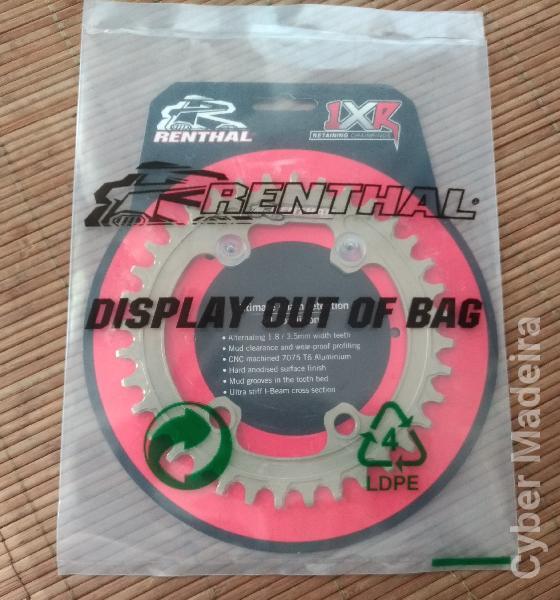 RENTHAL
1XR
RETAINING CHAINRINGS
RENTHAL
DISPLAY OUT OF BAG
• Alternating 1.8 / 3.5mm width teeth
• Mud clearance and wear-proof profiling
• CNC machined 7075 T6 Aluminium
• Hard anodised surface finish
• Mud grooves in the tooth bed
• Ultra stiff I-Beam cross section
4
LDPE
Cyber Madeira